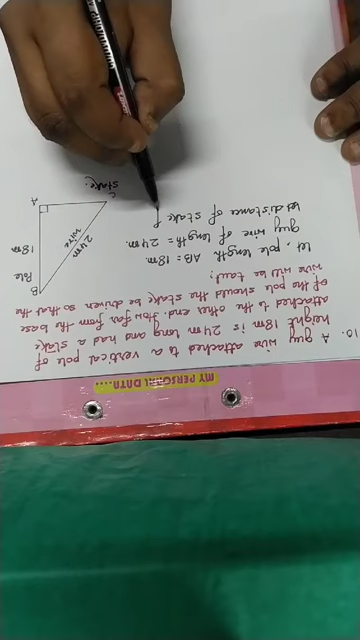 MY PERSONAL DATA...
10. A guy wire attached to a vertical pole of
height 18m is 24m long and had a stake
attached to the other end. How far from the base
of the pole should the stake be driven so that the
wire will be taut?
let, pole length AB = 18m.
guy wire of length = 24m.
let distance of stake f
B
Pole
18m
24m
wire
A
C
stake.